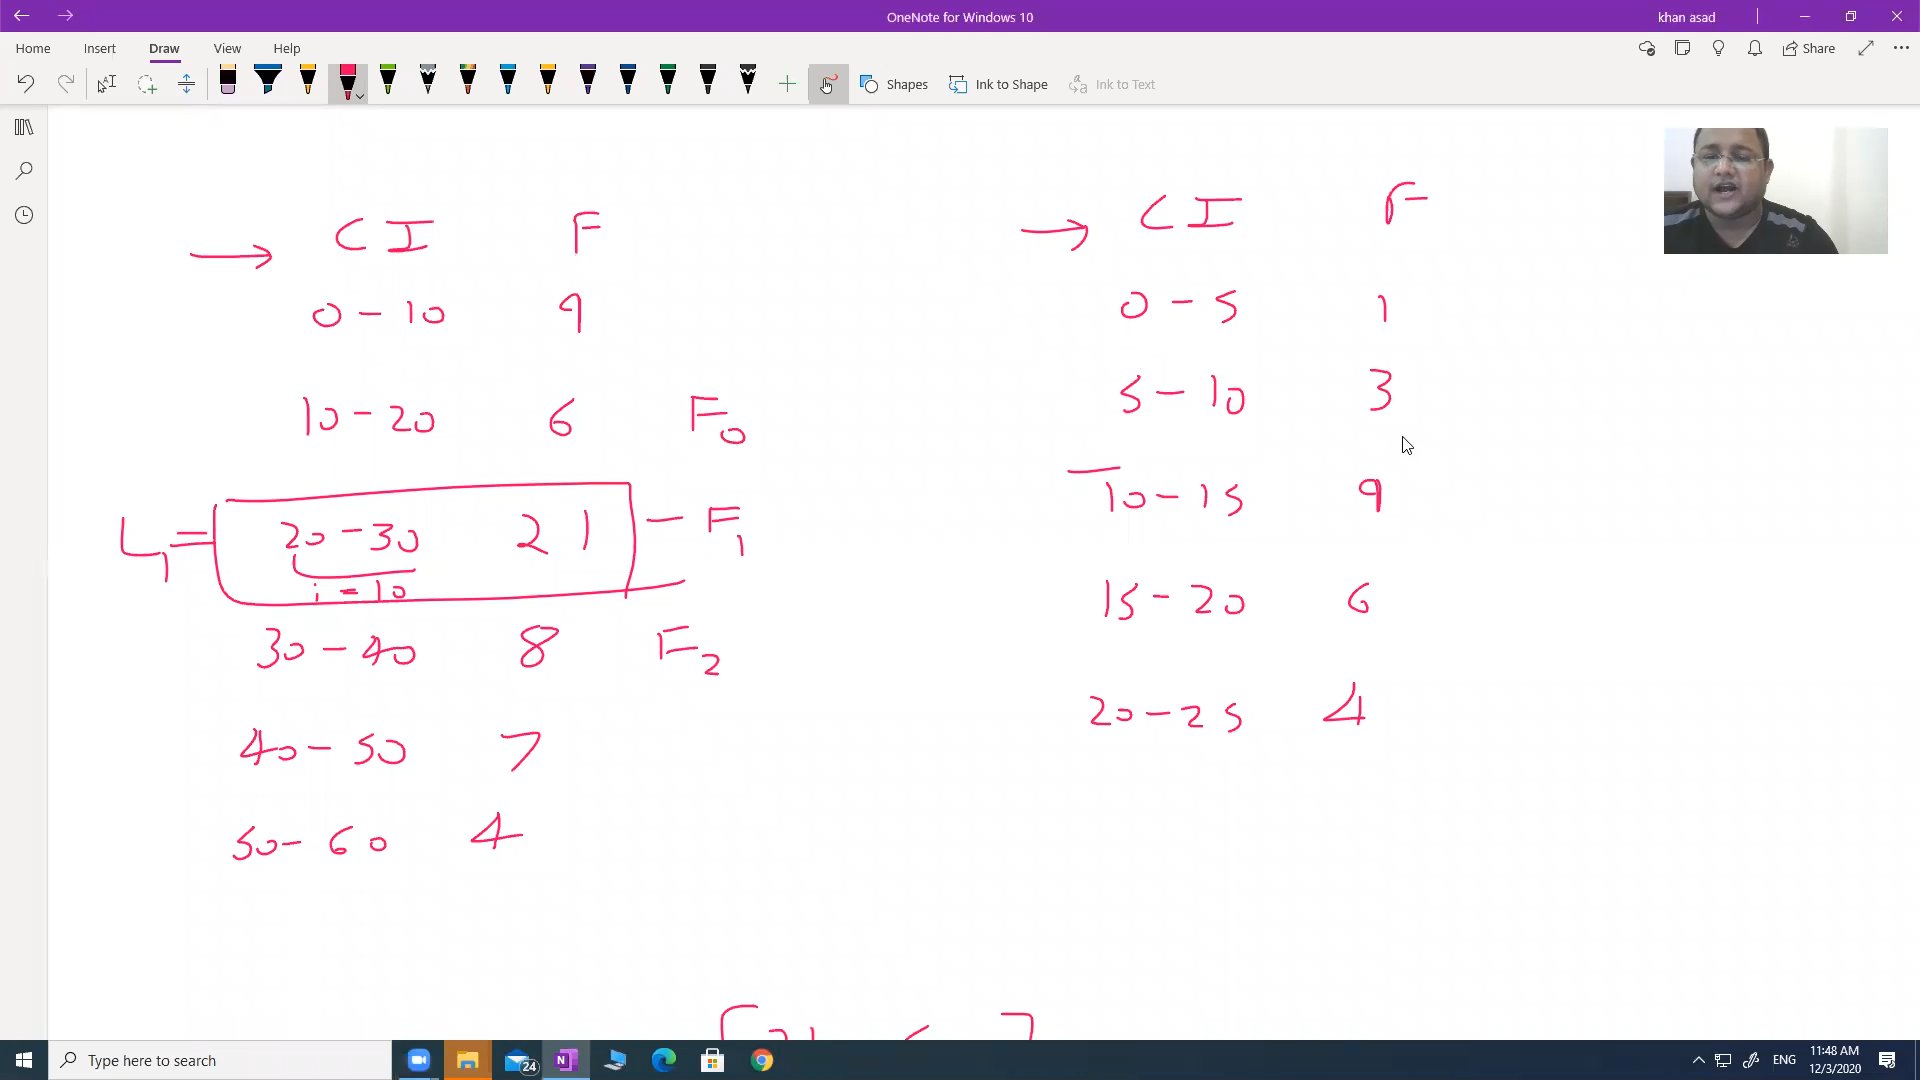 OneNote for Windows 10
khan asad
Home Insert Draw View Help
Share
Shapes Ink to Shape Ink to Text
C I F
0 - 10 9
10 - 20 6 F0
L1 = 20 - 30 21 - F1
i = 10
30 - 40 8 F2
40 - 50 7
50 - 60 4
C I F
0 - 5 1
5 - 10 3
10 - 15 9
15 - 20 6
20 - 25 4
Type here to search
24
ENG
11:48 AM
12/3/2020